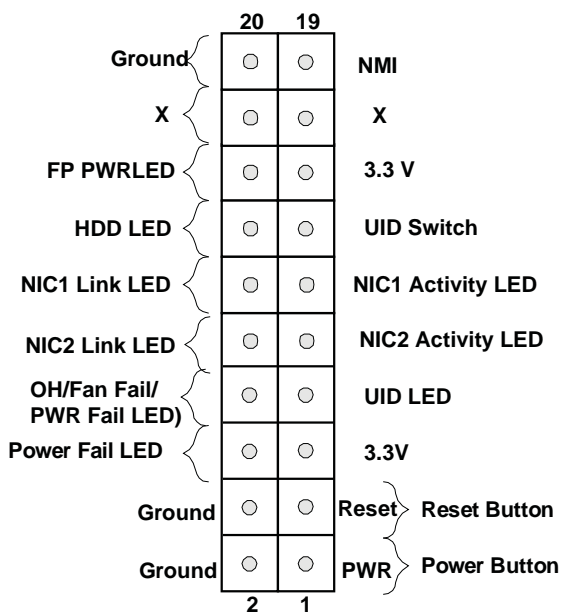 20 19
Ground NMI
X X
FP PWRLED 3.3 V
HDD LED UID Switch
NIC1 Link LED NIC1 Activity LED
NIC2 Link LED NIC2 Activity LED
OH/Fan Fail/
PWR Fail LED) UID LED
Power Fail LED 3.3V
Ground Reset Reset Button
Ground PWR Power Button
2 1